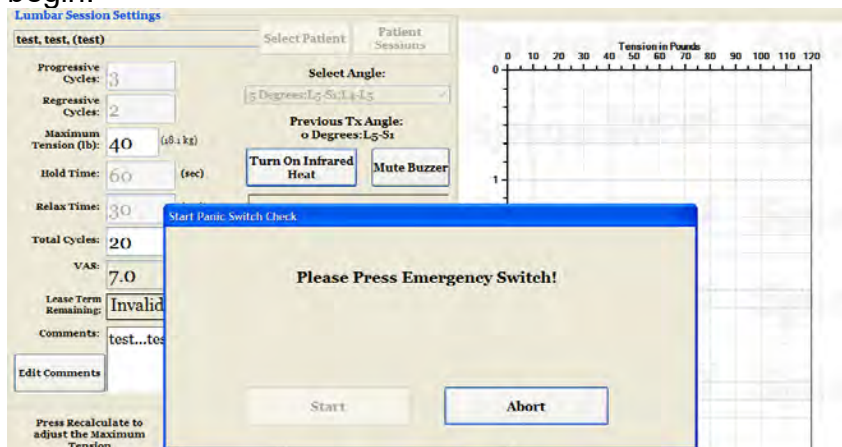 begin.
Lumbar Session Settings
test, test, (test)
Select Patient
Patient
Sessions
Progressive
Cycles:
3
Regressive
Cycles:
2
Maximum
Tension (lb):
40
(18.1 kg)
Hold Time:
60
(sec)
Relax Time:
30
Total Cycles:
20
VAS:
7.0
Lease Term
Remaining:
Invalid
Comments:
test...tes
Edit Comments
Press Recalculate to
adjust the Maximum
Tension
Select Angle:
5 Degrees:L5-S1;L4-L5
Previous Tx Angle:
0 Degrees:L5-S1
Turn On Infrared
Heat
Mute Buzzer
Start Panic Switch Check
Please Press Emergency Switch!
Start
Abort
Tension in Pounds
0 10 20 30 40 50 60 70 80 90 100 110 120
0
1